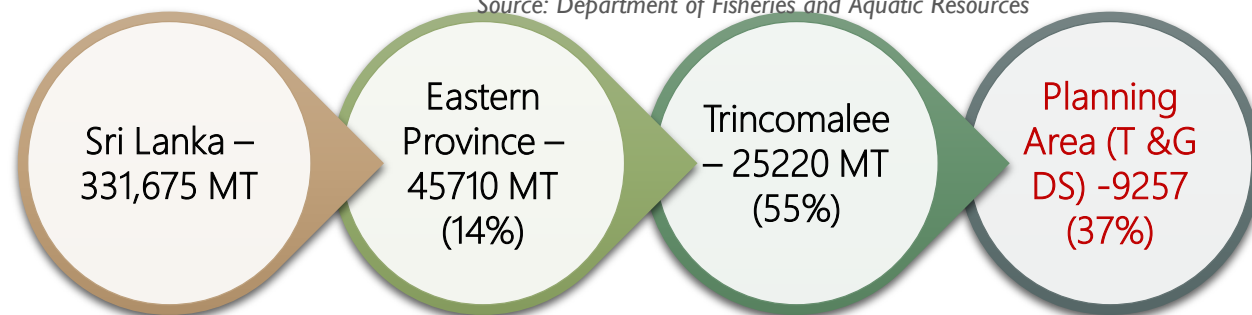 Source: Department of Fisheries and Aquatic Resources
Sri Lanka –
331,675 MT
Eastern
Province –
45710 MT
(14%)
Trincomalee
– 25220 MT
(55%)
Planning
Area (T &G
DS) -9257
(37%)